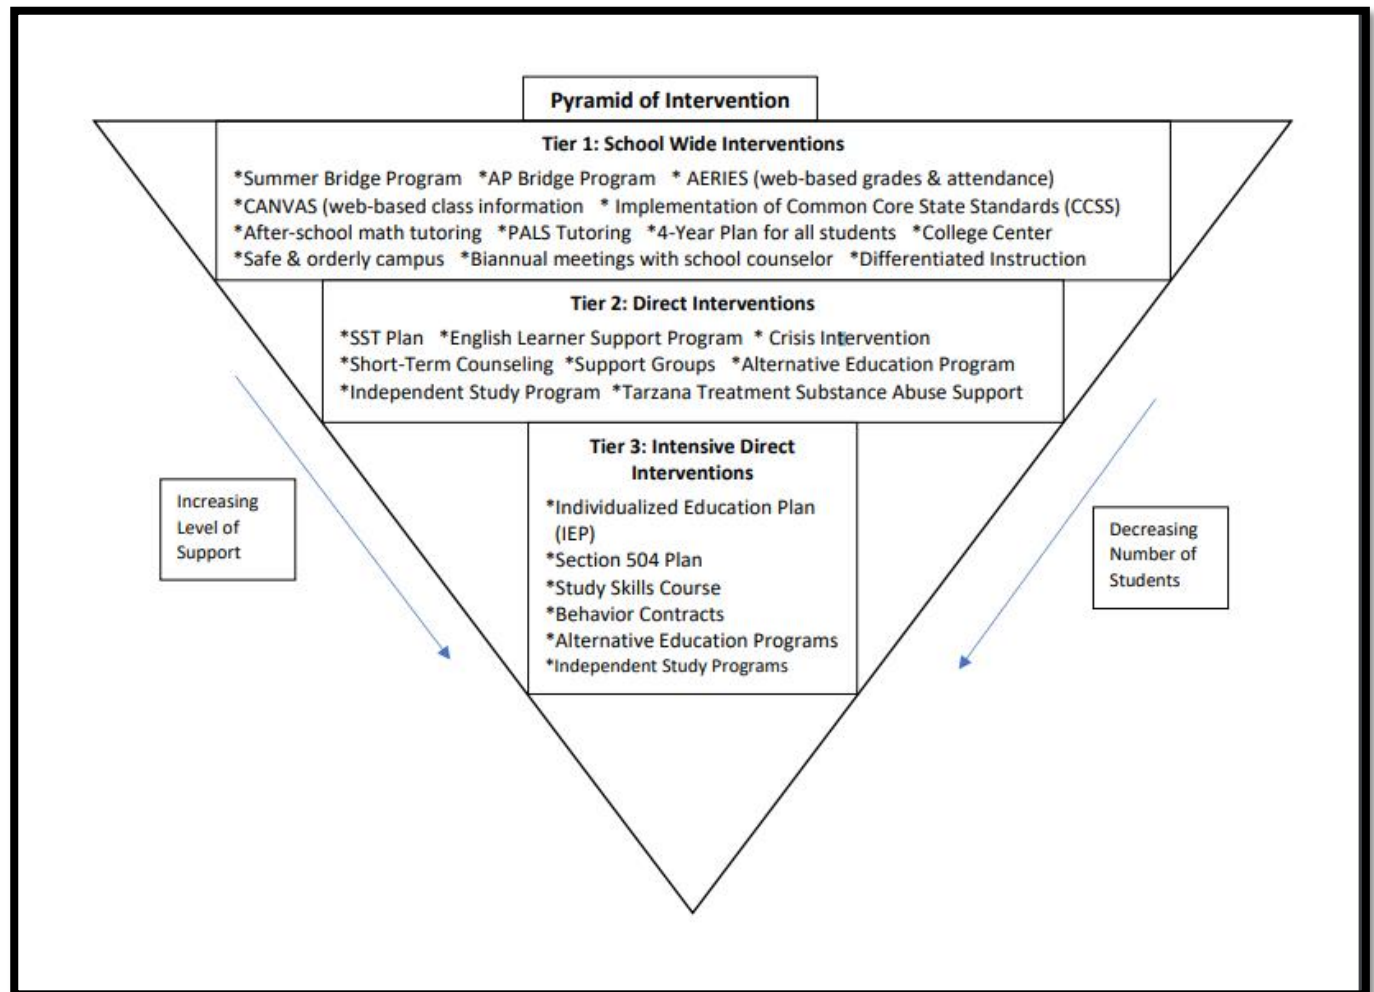 Pyramid of Intervention
Tier 1: School Wide Interventions
*Summer Bridge Program *AP Bridge Program * AERIES (web-based grades & attendance)
*CANVAS (web-based class information * Implementation of Common Core State Standards (CCSS)
*After-school math tutoring *PALS Tutoring *4-Year Plan for all students *College Center
*Safe & orderly campus *Biannual meetings with school counselor *Differentiated Instruction
Tier 2: Direct Interventions
*SST Plan *English Learner Support Program * Crisis Intervention
*Short-Term Counseling *Support Groups *Alternative Education Program
*Independent Study Program *Tarzana Treatment Substance Abuse Support
Tier 3: Intensive Direct
Interventions
*Individualized Education Plan
(IEP)
*Section 504 Plan
*Study Skills Course
*Behavior Contracts
*Alternative Education Programs
*Independent Study Programs
Increasing
Level of
Support
Decreasing
Number of
Students